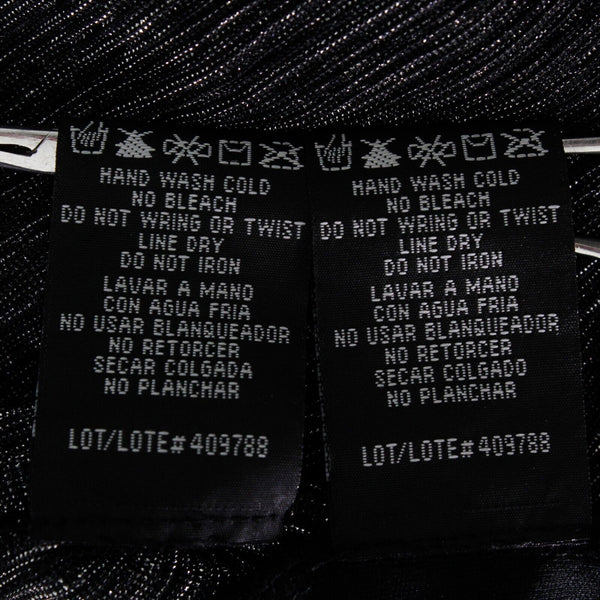 HAND WASH COLD
NO BLEACH
DO NOT WRING OR TWIST
LINE DRY
DO NOT IRON
LAVAR A MANO
CON AGUA FRIA
NO USAR BLANQUEADOR
NO RETORCER
SECAR COLGADA
NO PLANCHAR
LOT/LOTE# 409788
HAND WASH COLD
NO BLEACH
DO NOT WRING OR TWIST
LINE DRY
DO NOT IRON
LAVAR A MANO
CON AGUA FRIA
NO USAR BLANQUEADOR
NO RETORCER
SECAR COLGADO
NO PLANCHAR
LOT/LOTE# 409788